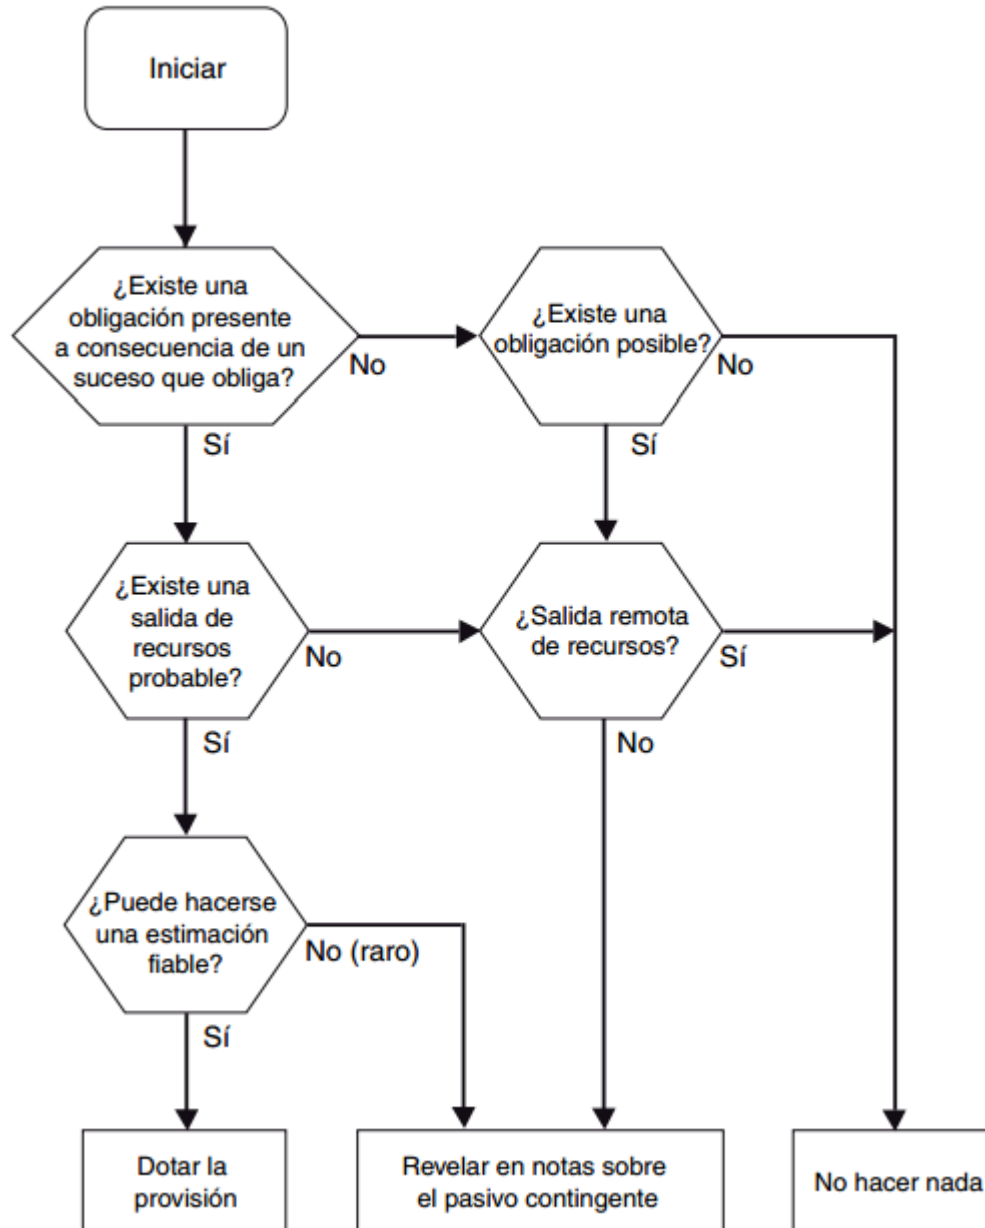 Iniciar
¿Existe una
obligación presente
a consecuencia de un
suceso que obliga?
No
¿Existe una
obligación posible?
No
Sí
Sí
¿Existe una
salida de
recursos
probable?
No
¿Salida remota
de recursos?
Sí
Sí
No
¿Puede hacerse
una estimación
fiable?
No (raro)
Sí
Dotar la
provisión
Revelar en notas sobre
el pasivo contingente
No hacer nada